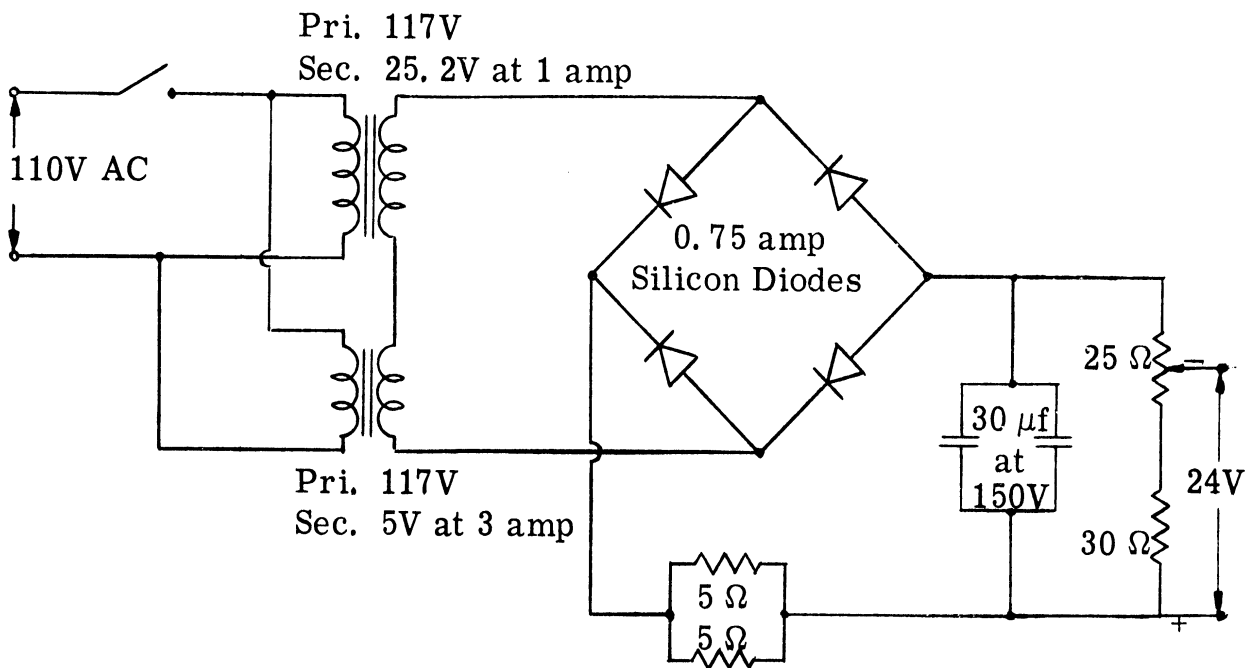 Pri. 117V
Sec. 25.2V at 1 amp
110V AC
0.75 amp
Silicon Diodes
25 Ω
−
30 μf
at
150V
24V
Pri. 117V
Sec. 5V at 3 amp
30 Ω
5 Ω
5 Ω
+